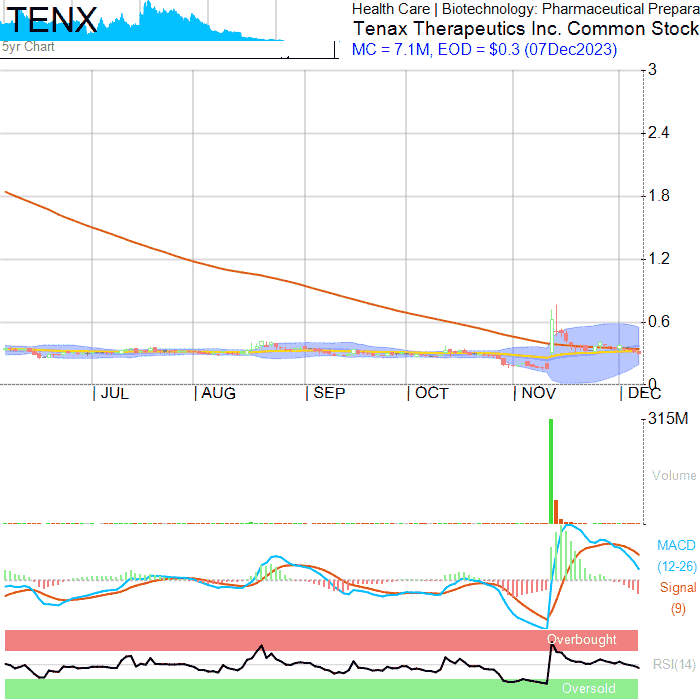 TENX
5yr Chart
Health Care | Biotechnology: Pharmaceutical Prepara
Tenax Therapeutics Inc. Common Stock
MC = 7.1M, EOD = $0.3 (07Dec2023)
3
2.4
1.8
1.2
0.6
0
JUL AUG SEP OCT NOV DEC
315M
Volume
MACD
(12-26)
Signal
(9)
Overbought
RSI(14)
Oversold